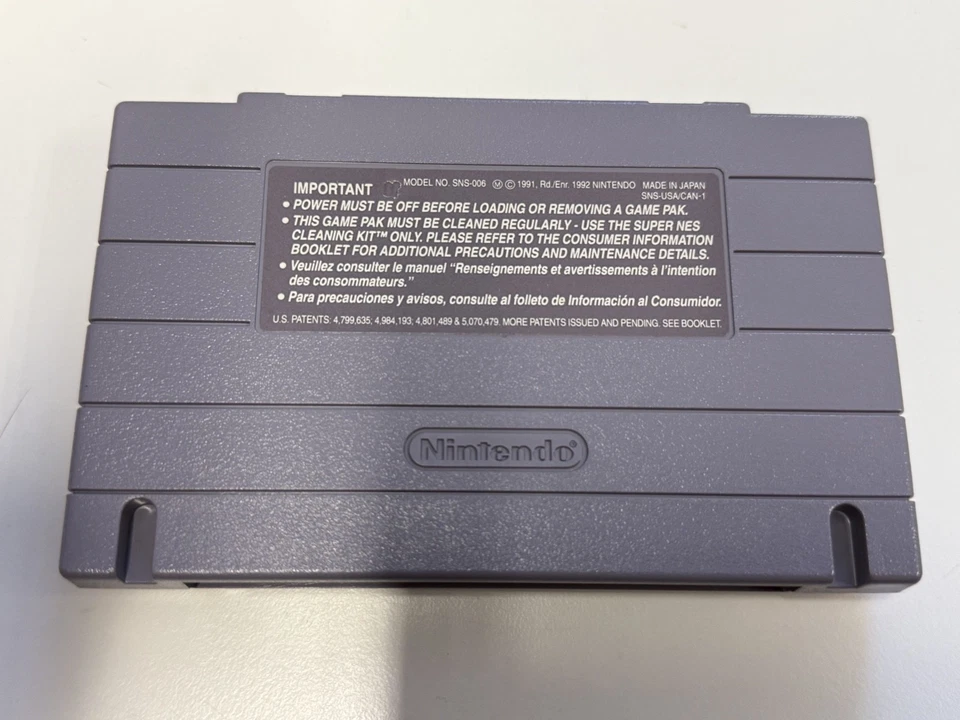 IMPORTANT MODEL NO. SNS-006 Ⓜ © 1991, Rd./Enr. 1992 NINTENDO MADE IN JAPAN
SNS-USA/CAN-1
• POWER MUST BE OFF BEFORE LOADING OR REMOVING A GAME PAK.
• THIS GAME PAK MUST BE CLEANED REGULARLY - USE THE SUPER NES
CLEANING KIT™ ONLY. PLEASE REFER TO THE CONSUMER INFORMATION
BOOKLET FOR ADDITIONAL PRECAUTIONS AND MAINTENANCE DETAILS.
• Veuillez consulter le manuel "Renseignements et avertissements à l'intention
des consommateurs."
• Para precauciones y avisos, consulte al folleto de Información al Consumidor.
U.S. PATENTS: 4,799,635; 4,984,193; 4,801,489 & 5,070,479. MORE PATENTS ISSUED AND PENDING. SEE BOOKLET.
Nintendo®